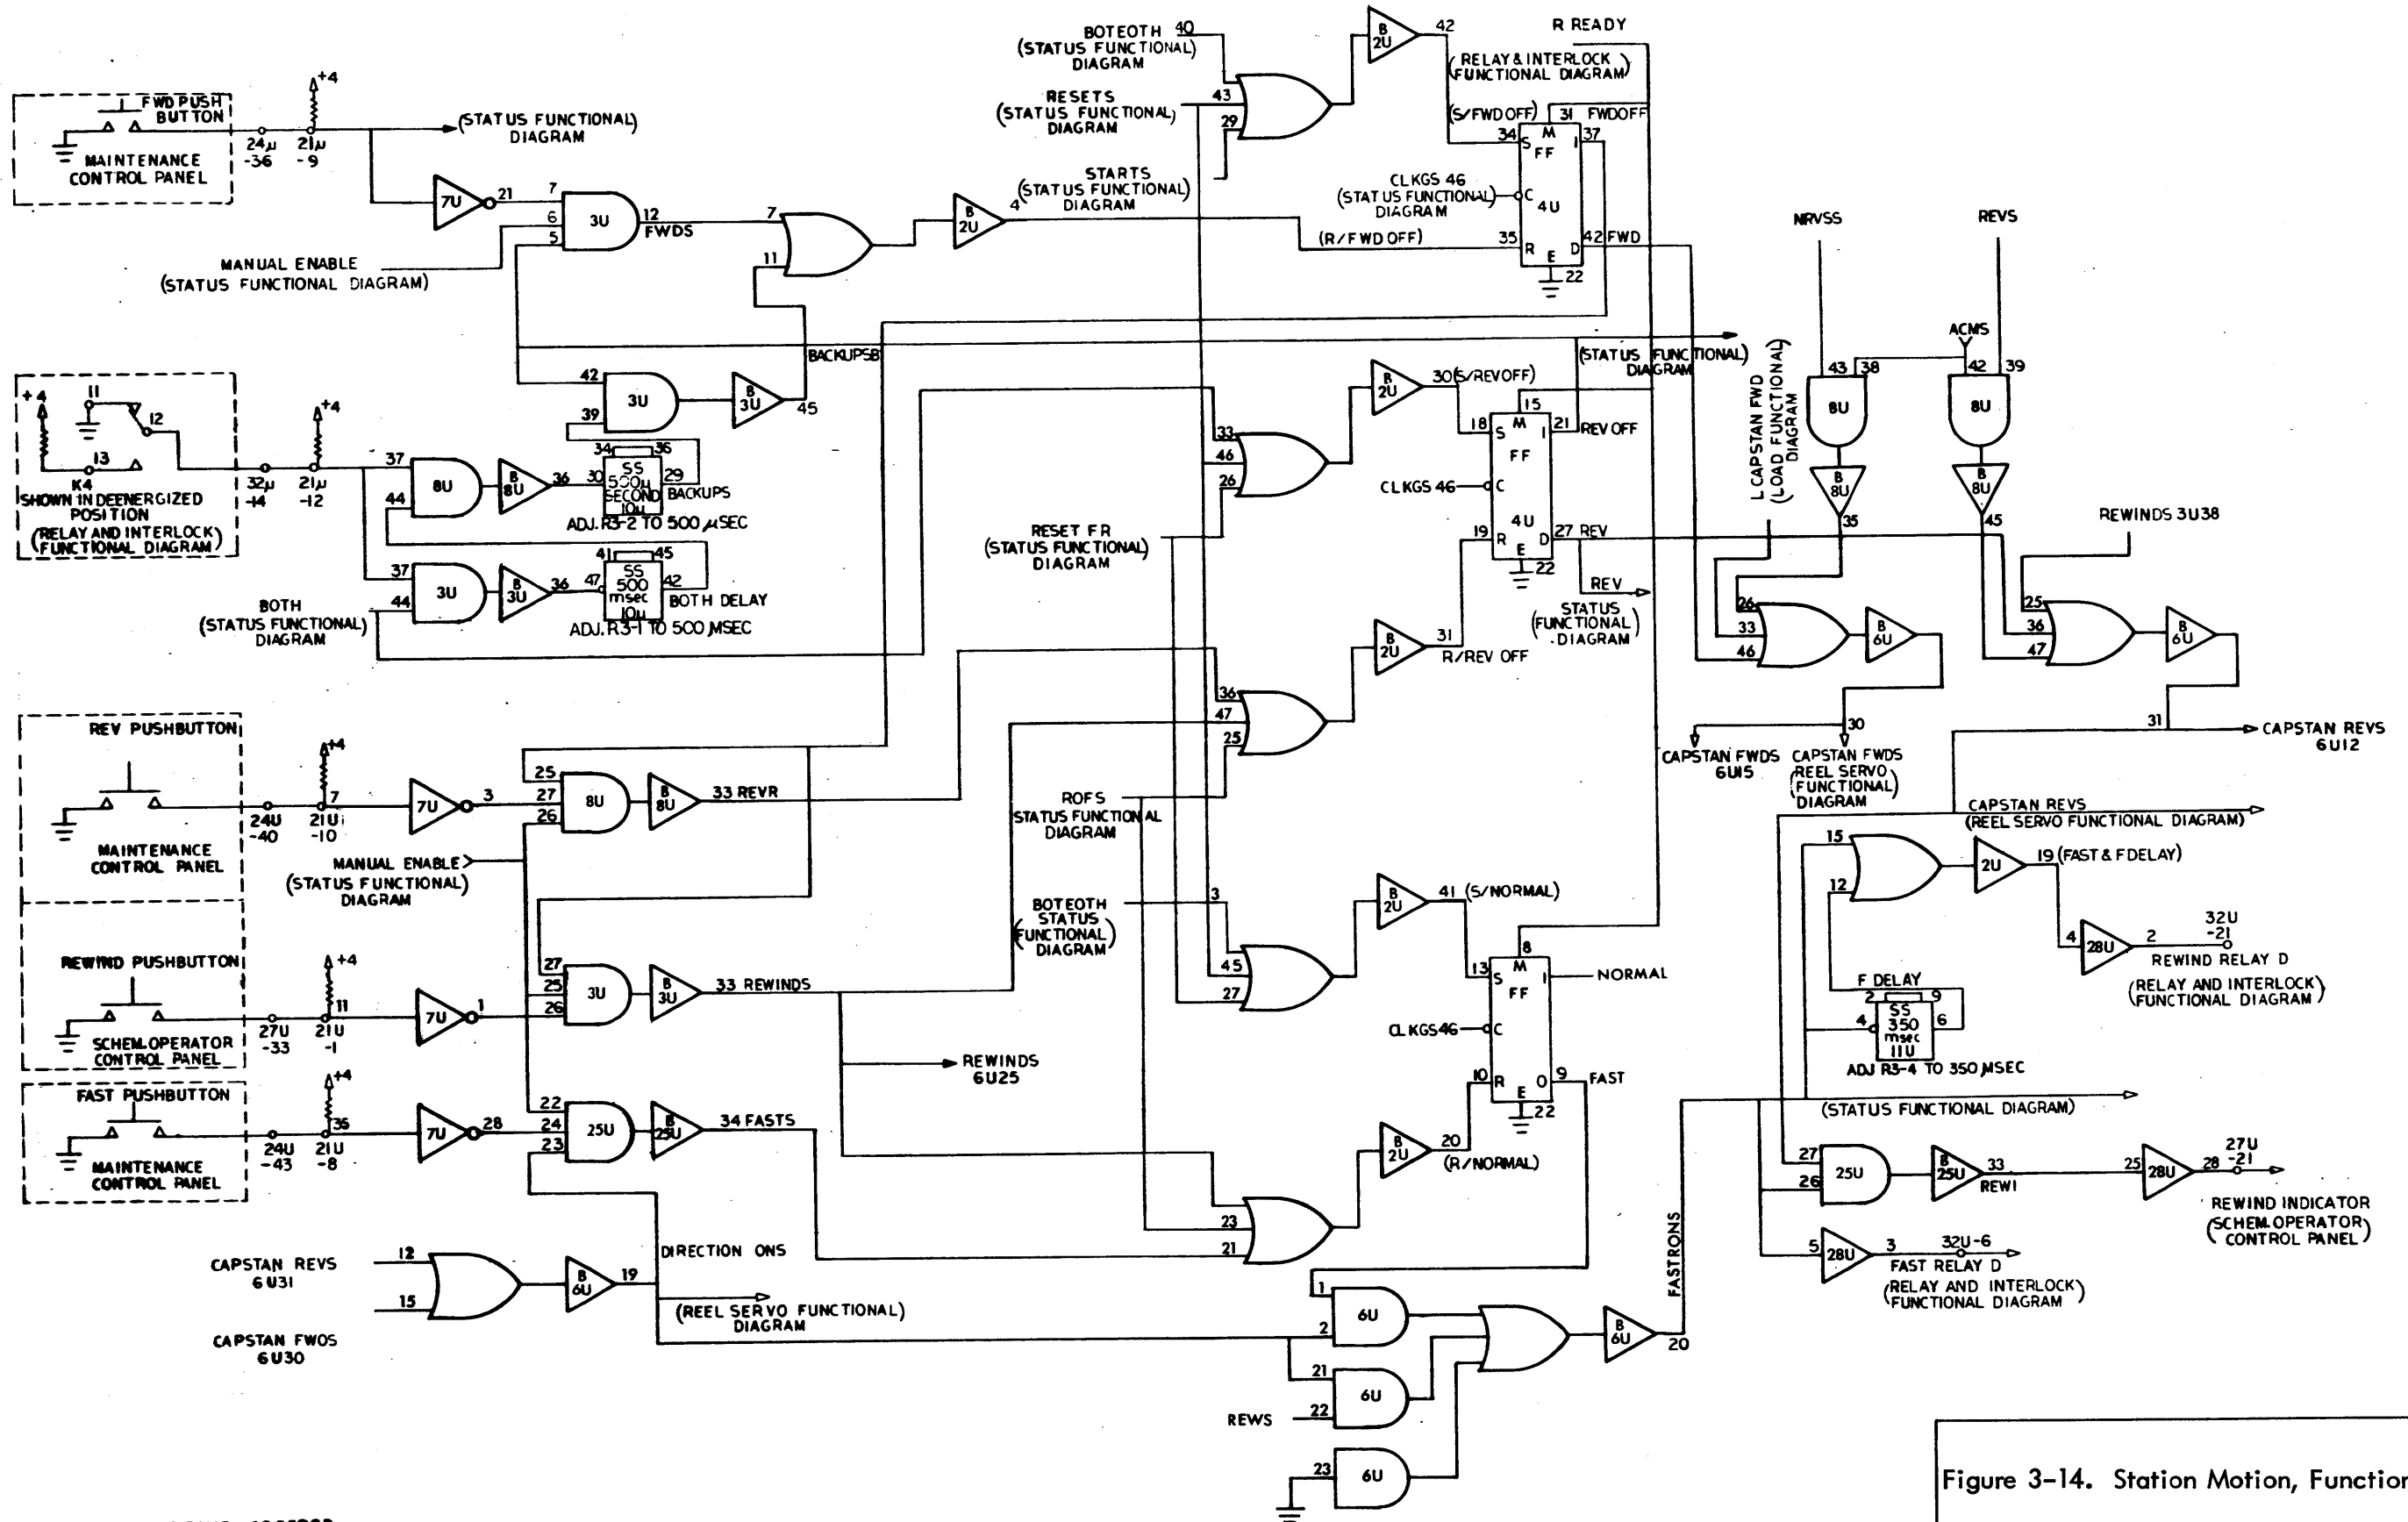 BOTEOTH 40
(STATUS FUNCTIONAL)
DIAGRAM
RESETS
(STATUS FUNCTIONAL)
DIAGRAM
43
29
B
2U
42
R READY
(RELAY & INTERLOCK
FUNCTIONAL DIAGRAM)
(S/FWD OFF)
31 FWDOFF
34
37
S
M
I
FF
C
4U
35
R
E
D
42 FWD
22
CLKGS 46
(STATUS FUNCTIONAL)
DIAGRAM
(R/FWD OFF)
STARTS
(STATUS FUNCTIONAL)
DIAGRAM
FWD PUSH
BUTTON
MAINTENANCE
CONTROL PANEL
24µ
-36
21µ
-9
+4
(STATUS FUNCTIONAL)
DIAGRAM
7U
21
7
6
5
3U
12
FWDS
MANUAL ENABLE
(STATUS FUNCTIONAL DIAGRAM)
7
11
B
2U
4
BACKUPSB
+4
11
12
13
K4
SHOWN IN DEENERGIZED
POSITION
(RELAY AND INTERLOCK)
FUNCTIONAL DIAGRAM
32µ
-14
21µ
-12
+4
42
39
3U
B
3U
45
37
44
8U
B
8U
36
34
36
30
SS
500µ
SECOND
10µ
29
BACKUPS
ADJ. R3-2 TO 500 µSEC
37
44
3U
B
3U
36
41
45
47
SS
500
msec
10µ
42
BOTH DELAY
ADJ. R3-1 TO 500 MSEC
BOTH
(STATUS FUNCTIONAL)
DIAGRAM
33
46
26
B
2U
30(S/REVOFF)
(STATUS FUNCTIONAL)
DIAGRAM
15
18
S
M
I
21
REV OFF
FF
CLKGS 46
C
4U
19
R
E
D
27 REV
22
REV
STATUS
(FUNCTIONAL)
DIAGRAM
RESET FR
(STATUS FUNCTIONAL)
DIAGRAM
36
47
25
B
2U
31
R/REV OFF
NRVSS
REVS
ACMS
43
38
42
39
8U
8U
B
8U
B
8U
35
45
L CAPSTAN FWD
(LOAD FUNCTIONAL)
DIAGRAM
REWINDS 3U38
26
33
46
B
6U
25
36
47
B
6U
30
31
CAPSTAN FWDS
6U15
CAPSTAN FWDS
(REEL SERVO
FUNCTIONAL)
DIAGRAM
CAPSTAN REVS
6U12
CAPSTAN REVS
(REEL SERVO FUNCTIONAL DIAGRAM)
REV PUSHBUTTON
MAINTENANCE
CONTROL PANEL
24U
-40
7
21U
-10
+4
7U
3
25
27
26
8U
B
8U
33 REVR
MANUAL ENABLE
(STATUS FUNCTIONAL)
DIAGRAM
ROFS
STATUS FUNCTIONAL
DIAGRAM
REWIND PUSHBUTTON
SCHEM.OPERATOR
CONTROL PANEL
27U
-33
11
21U
-1
+4
7U
1
27
25
26
3U
B
3U
33 REWINDS
REWINDS
6U25
BOTEOTH
STATUS
(FUNCTIONAL)
DIAGRAM
3
45
27
B
2U
41 (S/NORMAL)
8
13
S
M
I
NORMAL
FF
CLKGS46
C
10
R
E
O
9
FAST
22
FAST PUSHBUTTON
MAINTENANCE
CONTROL PANEL
24U
-43
35
21U
-8
+4
7U
28
22
24
23
25U
B
25U
34 FASTS
23
21
B
2U
20
(R/NORMAL)
15
12
2U
19 (FAST & F DELAY)
4
28U
2
32U
-21
REWIND RELAY D
(RELAY AND INTERLOCK)
FUNCTIONAL DIAGRAM
F DELAY
2
9
4
SS
350
msec
11U
6
ADJ R3-4 TO 350 MSEC
(STATUS FUNCTIONAL DIAGRAM)
27
26
25U
B
25U
33
REWI
25
28U
28
27U
-21
REWIND INDICATOR
(SCHEM.OPERATOR)
CONTROL PANEL
5
28U
3
32U-6
FAST RELAY D
(RELAY AND INTERLOCK)
FUNCTIONAL DIAGRAM
CAPSTAN REVS
6U31
12
15
CAPSTAN FWOS
6U30
B
6U
19
DIRECTION ONS
(REEL SERVO FUNCTIONAL)
DIAGRAM
1
2
6U
21
22
6U
REWS
23
6U
B
6U
20
FASTRONS
Figure 3-14. Station Motion, Function